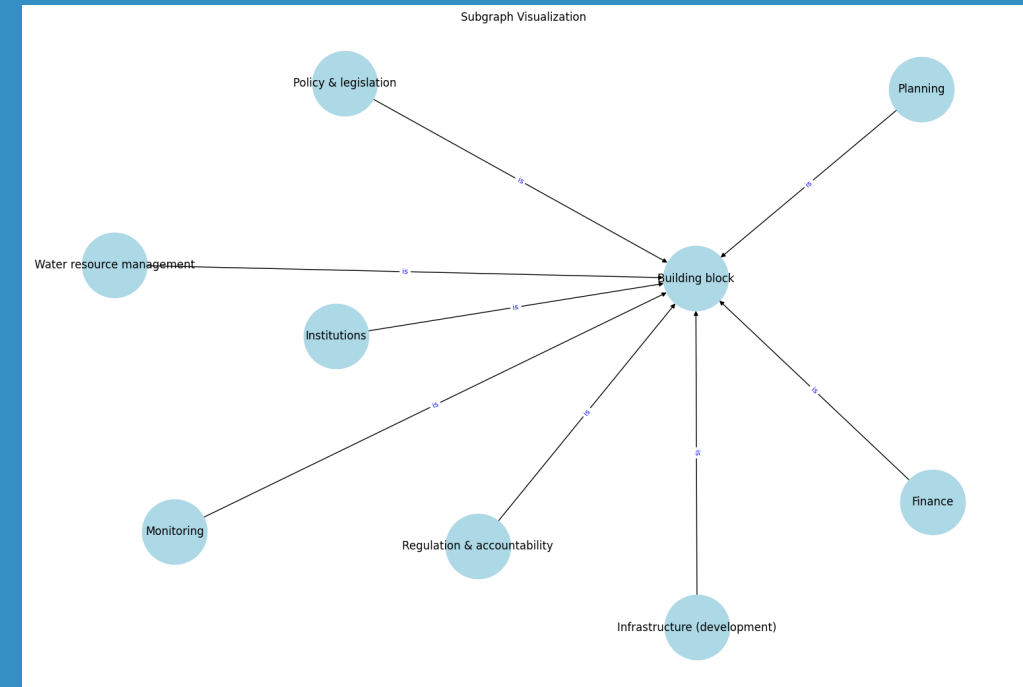 Subgraph Visualization
Policy & legislation
Planning
is
is
Water resource management
is
Building block
is
Institutions
is
is
is
is
Monitoring
Regulation & accountability
Finance
Infrastructure (development)